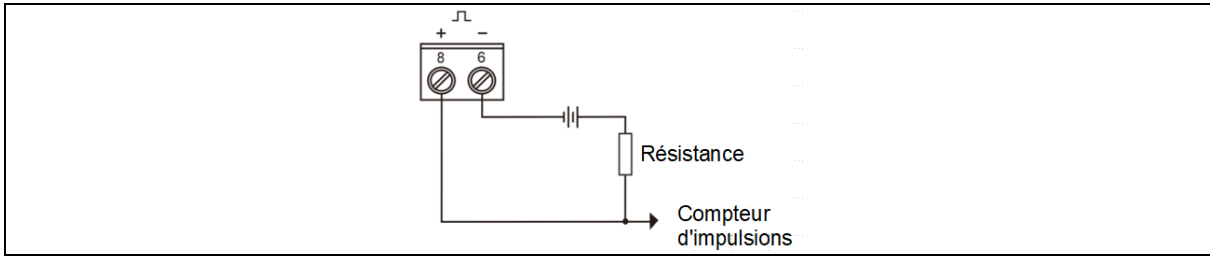 + −
8 6
Résistance
Compteur
d'impulsions